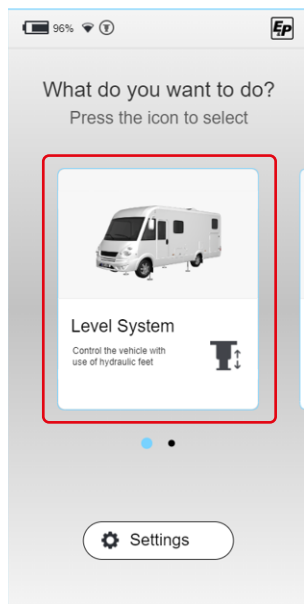 96%
EP
What do you want to do?
Press the icon to select
Level System
Control the vehicle with
use of hydraulic feet
Settings